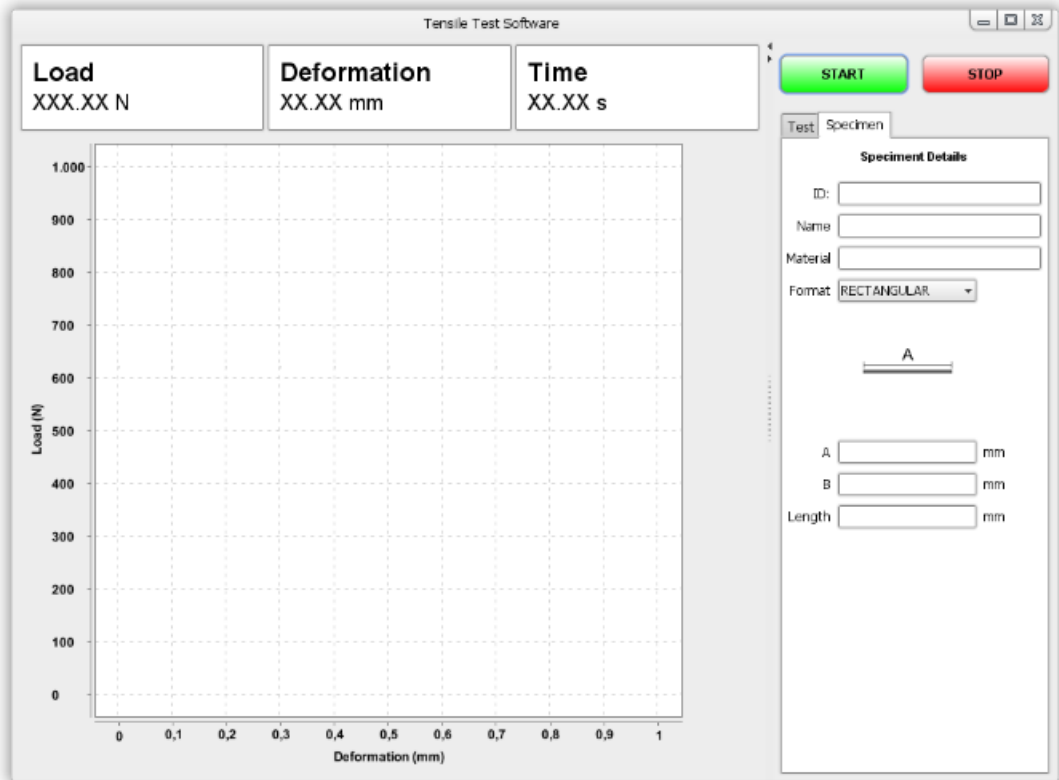 Tensile Test Software
Load
XXX.XX N
Deformation
XX.XX mm
Time
XX.XX s
START
STOP
Test
Specimen
Speciment Details
ID:
Name
Material
Format RECTANGULAR
A
A mm
B mm
Length mm
Load (N)
1.000
900
800
700
600
500
400
300
200
100
0
0 0,1 0,2 0,3 0,4 0,5 0,6 0,7 0,8 0,9 1
Deformation (mm)